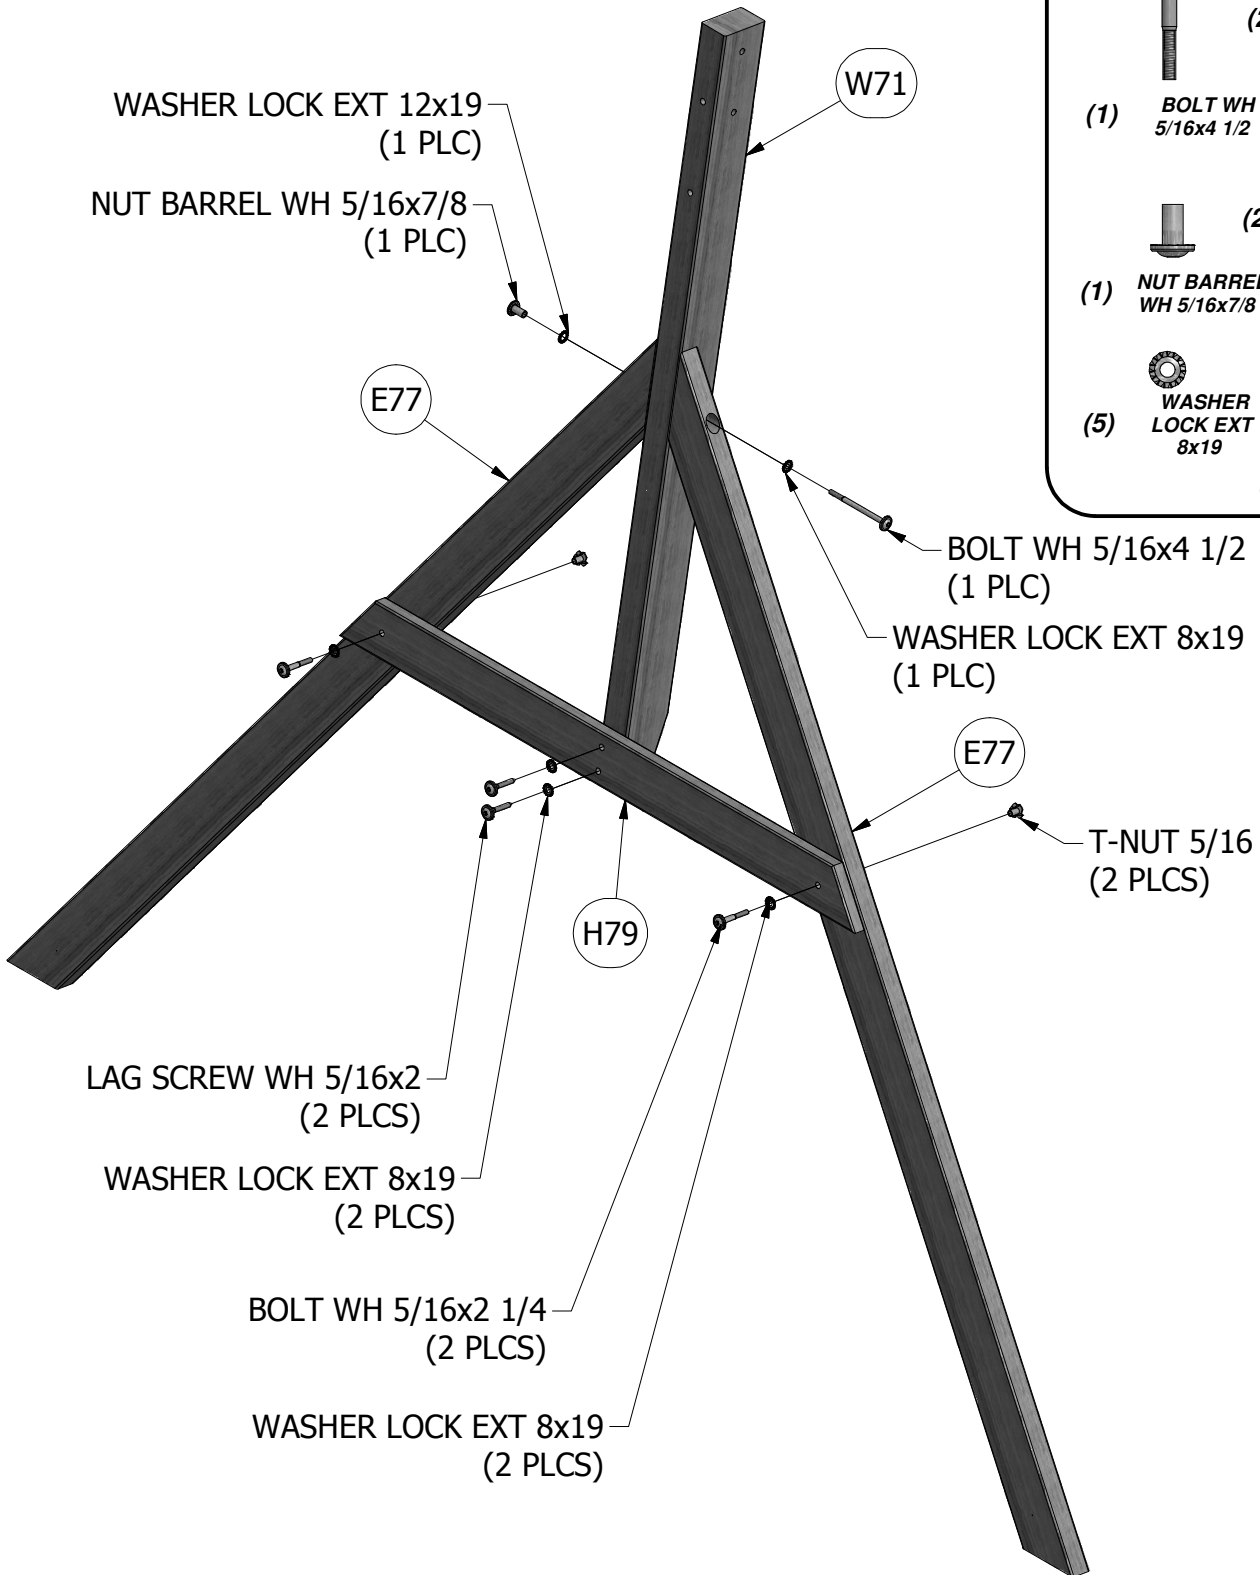 WASHER LOCK EXT 12x19
(1 PLC)
NUT BARREL WH 5/16x7/8
(1 PLC)
W71
E77
(1)
BOLT WH
5/16x4 1/2
(1)
NUT BARREL
WH 5/16x7/8
(5)
WASHER
LOCK EXT
8x19
BOLT WH 5/16x4 1/2
(1 PLC)
WASHER LOCK EXT 8x19
(1 PLC)
E77
T-NUT 5/16
(2 PLCS)
H79
LAG SCREW WH 5/16x2
(2 PLCS)
WASHER LOCK EXT 8x19
(2 PLCS)
BOLT WH 5/16x2 1/4
(2 PLCS)
WASHER LOCK EXT 8x19
(2 PLCS)